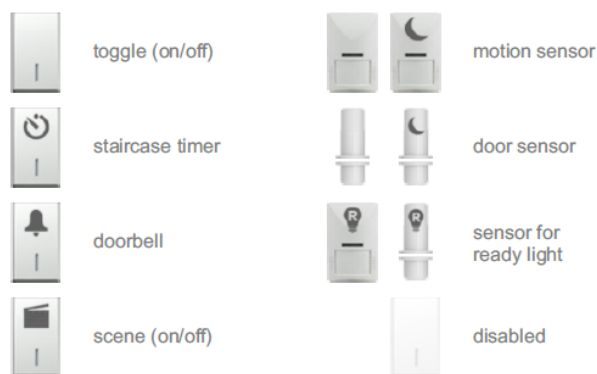 toggle (on/off)
motion sensor
staircase timer
door sensor
doorbell
R
R
sensor for
ready light
scene (on/off)
disabled